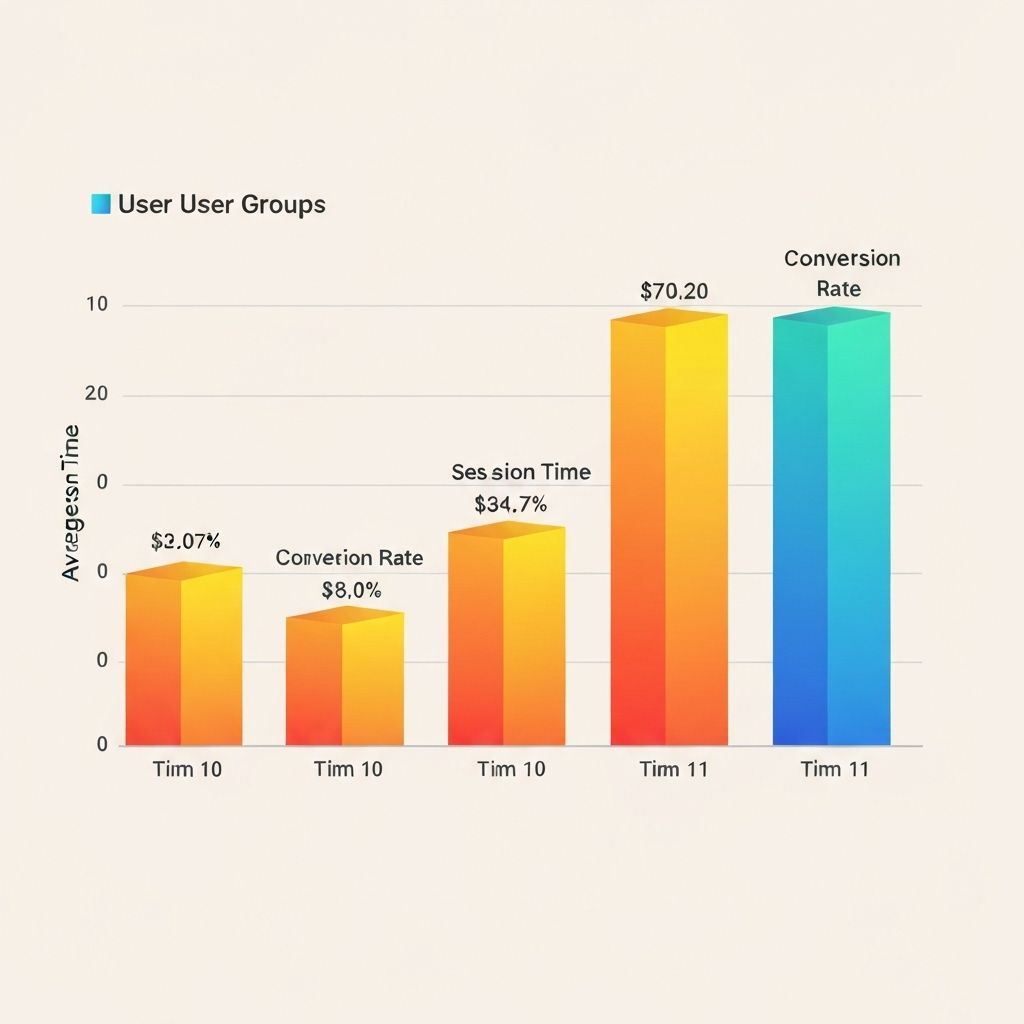 User User Groups
Conversion
Rate
$70.20
10
20
Session Time
$34.7%
0
$2.07%
Converion Rate
$8.0%
0
0
0
Tim 10
Tim 10
Tim 10
Tim 11
Tim 11